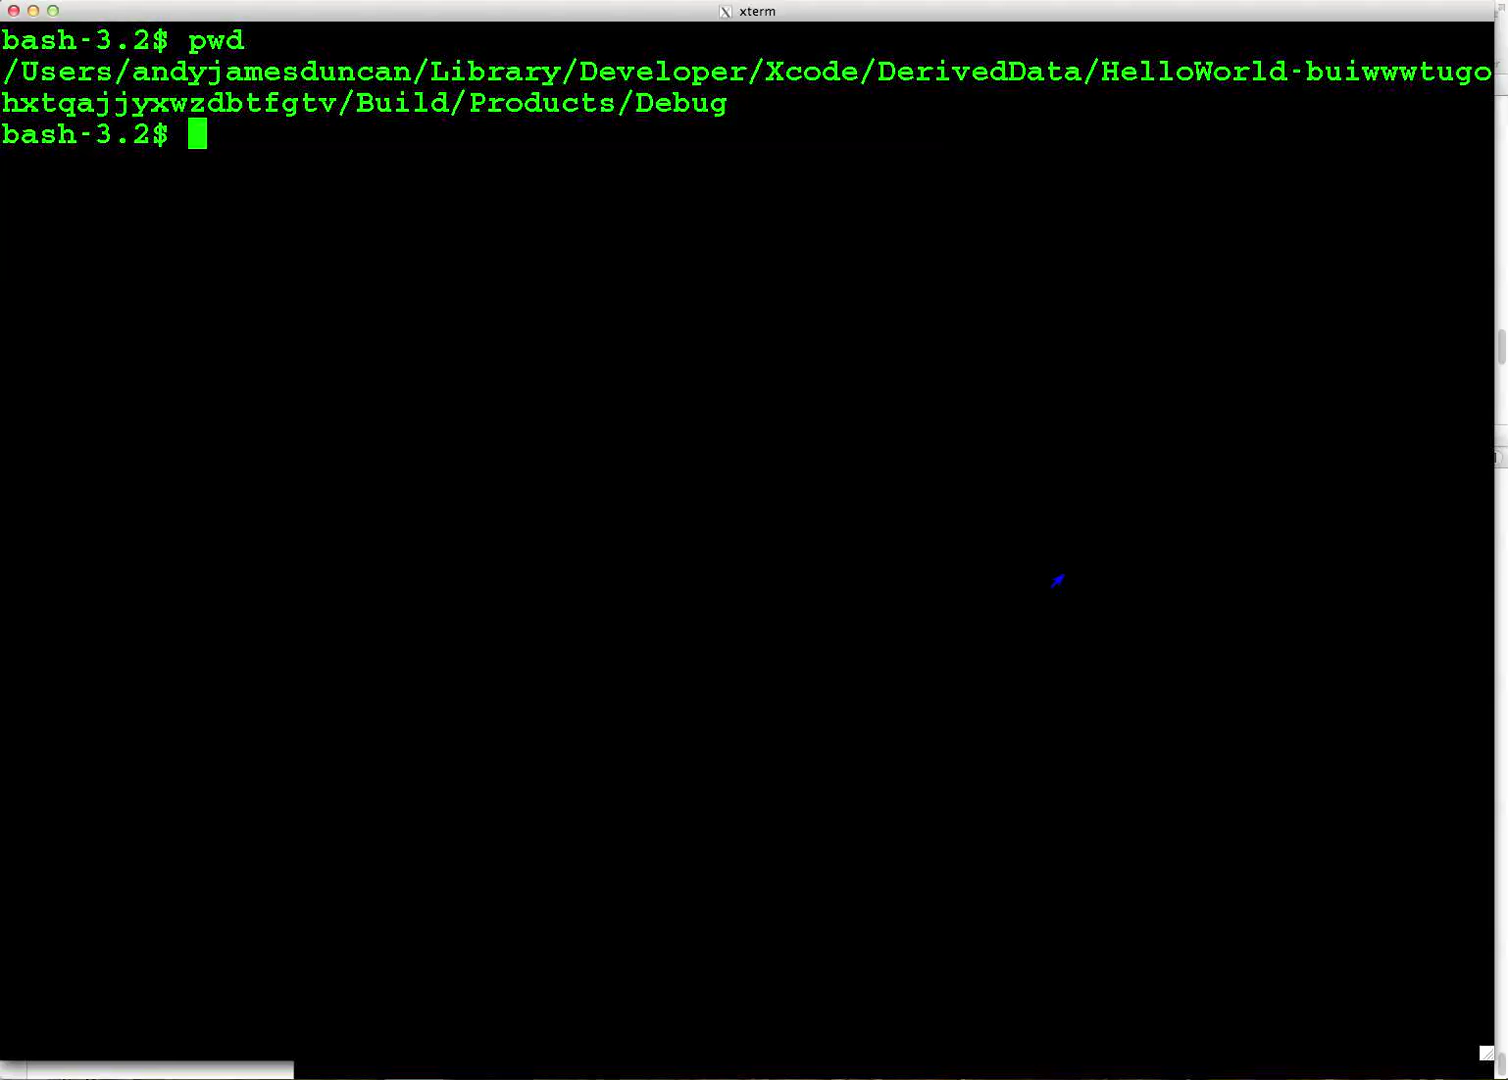 xterm
bash-3.2$ pwd
/Users/andyjamesduncan/Library/Developer/Xcode/DerivedData/HelloWorld-buiwwwtugo
hxtqajjyxwzdbtfgtv/Build/Products/Debug
bash-3.2$